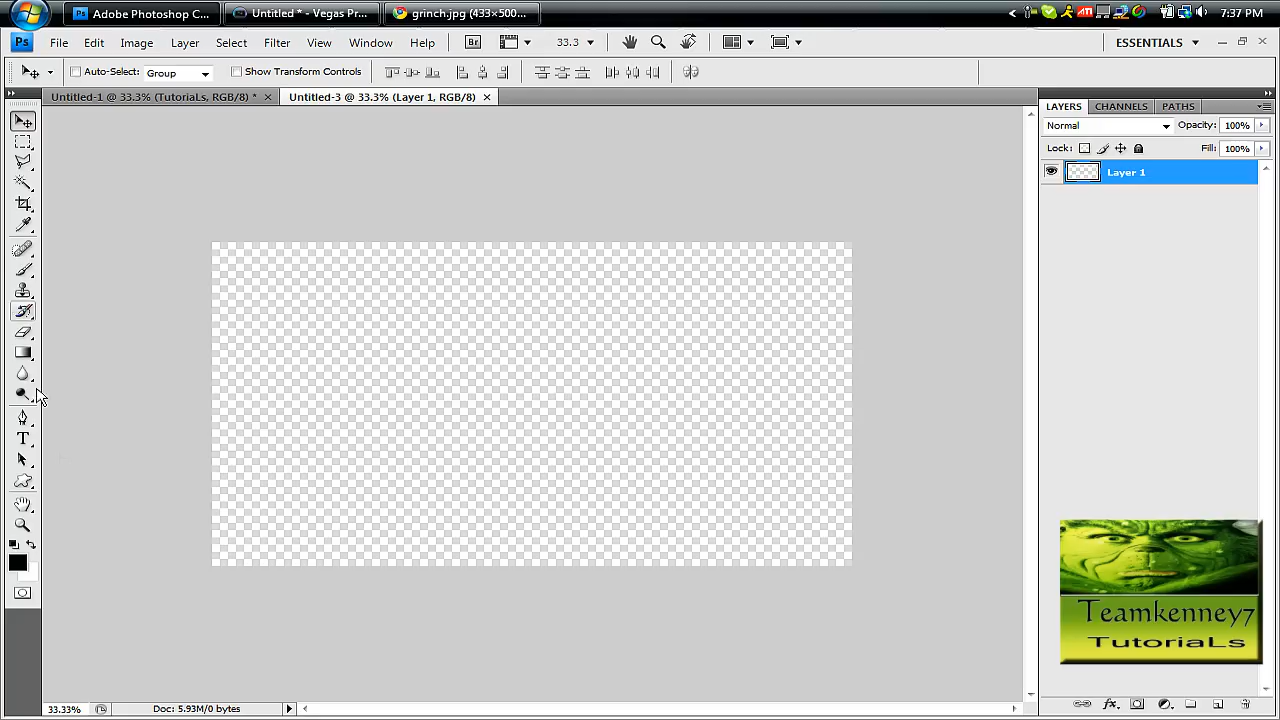 Adobe Photoshop C... Untitled * - Vegas Pr... grinch.jpg (433×500... 7:37 PM
Ps File Edit Image Layer Select Filter View Window Help Br 33.3 ESSENTIALS
Auto-Select: Group Show Transform Controls
Untitled-1 @ 33.3% (TutoriaLs, RGB/8) * Untitled-3 @ 33.3% (Layer 1, RGB/8)
LAYERS CHANNELS PATHS
Normal Opacity: 100%
Lock: Fill: 100%
Layer 1
T
Teamkenney7
TutoriaLs
33.33% Doc: 5.93M/0 bytes fx